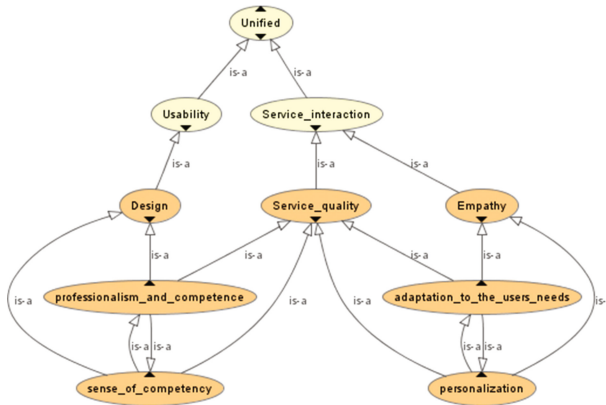 Unified
is-a
is-a
Usability
Service_interaction
is-a
is-a
is-a
Design
Service_quality
Empathy
is-a
is-a
is-a
is-a
professionalism_and_competence
adaptation_to_the_users_needs
is-a
is-a
is-a
is-a
is-
is-a
is-a
is-a
is-a
sense_of_competency
personalization